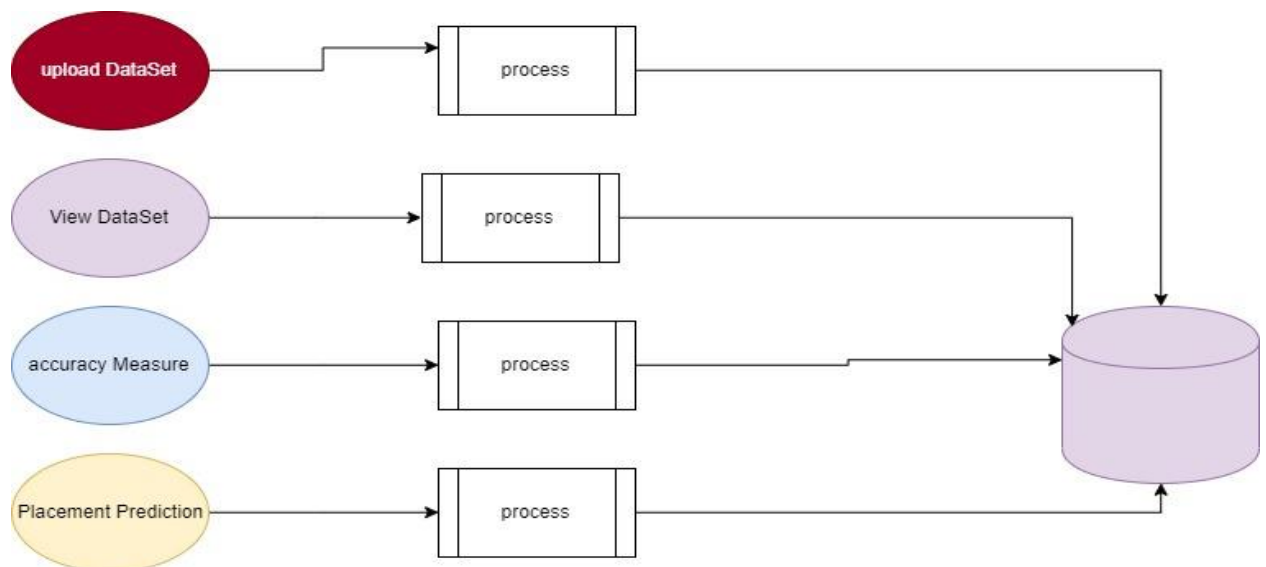 upload DataSet
process
View DataSet
process
accuracy Measure
process
Placement Prediction
process